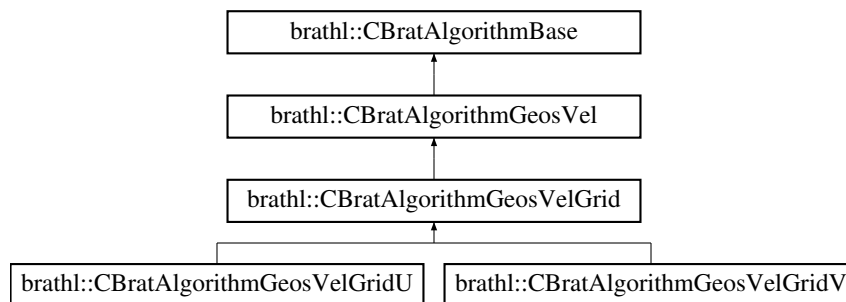 brathl::CBratAlgorithmBase
brathl::CBratAlgorithmGeosVel
brathl::CBratAlgorithmGeosVelGrid
brathl::CBratAlgorithmGeosVelGridU
brathl::CBratAlgorithmGeosVelGridV